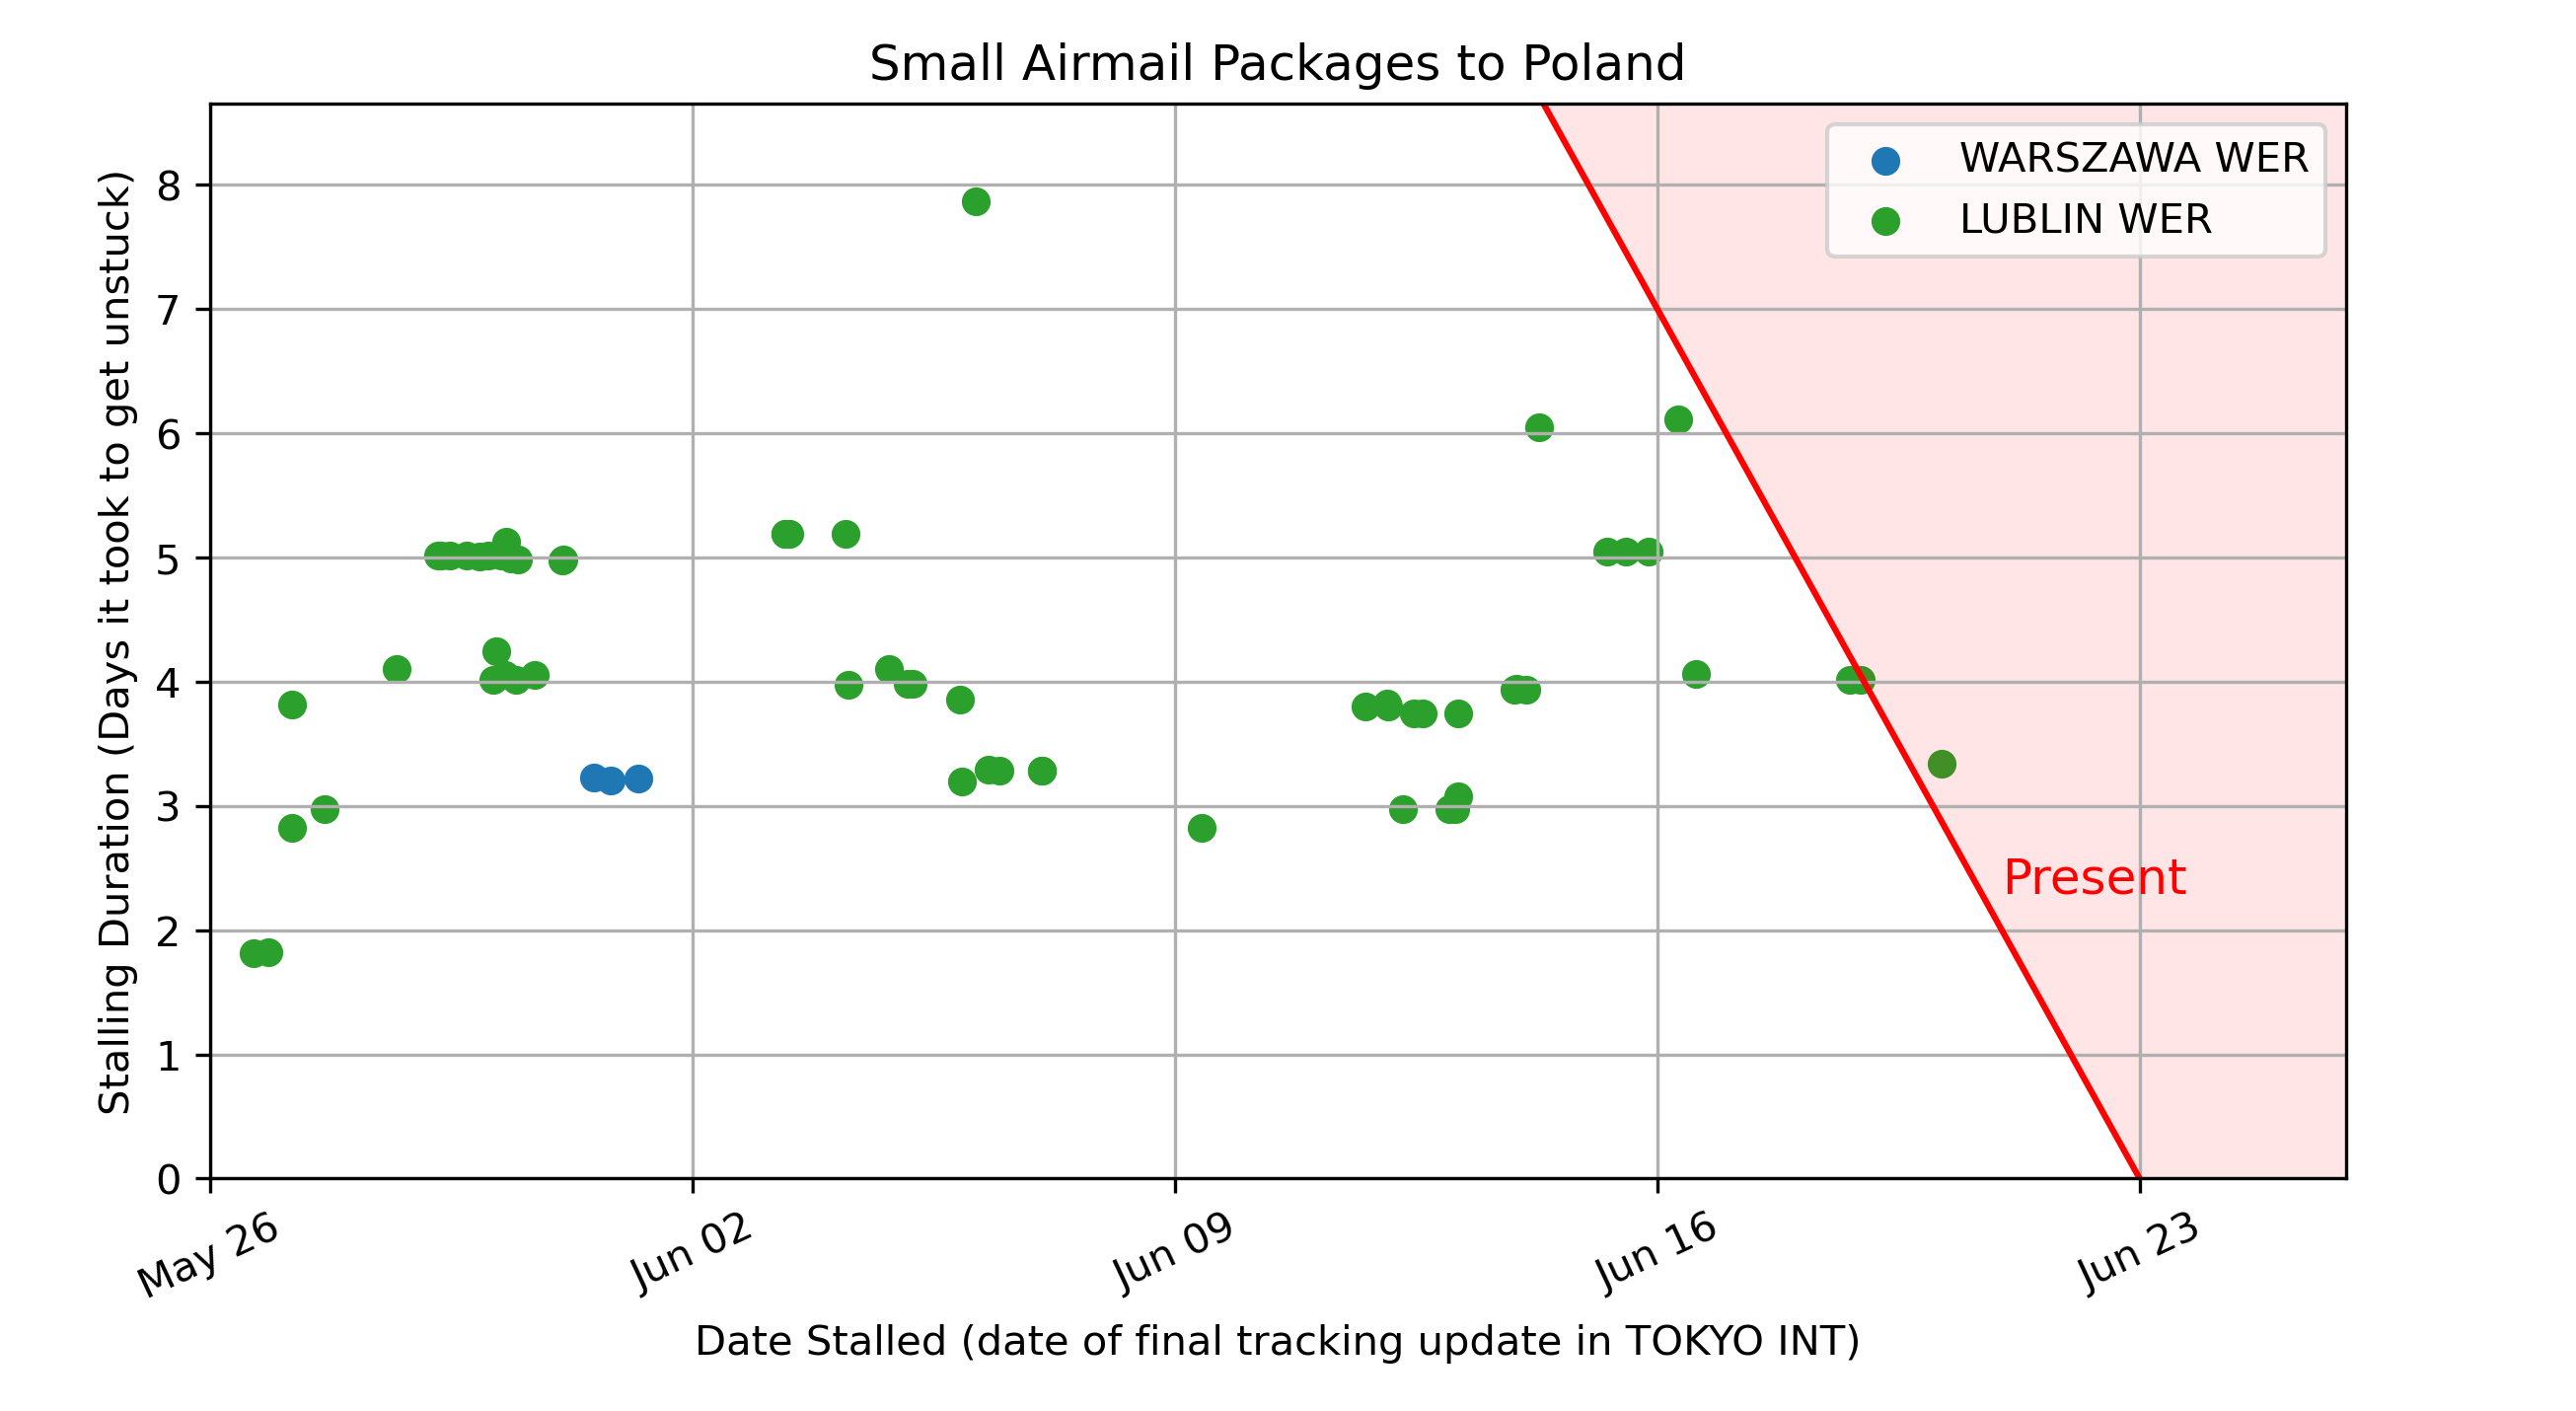 Small Airmail Packages to Poland
Stalling Duration (Days it took to get unstuck)
8
7
6
5
4
3
2
1
0
WARSZAWA WER
LUBLIN WER
Present
May 26
Jun 02
Jun 09
Jun 16
Jun 23
Date Stalled (date of final tracking update in TOKYO INT)